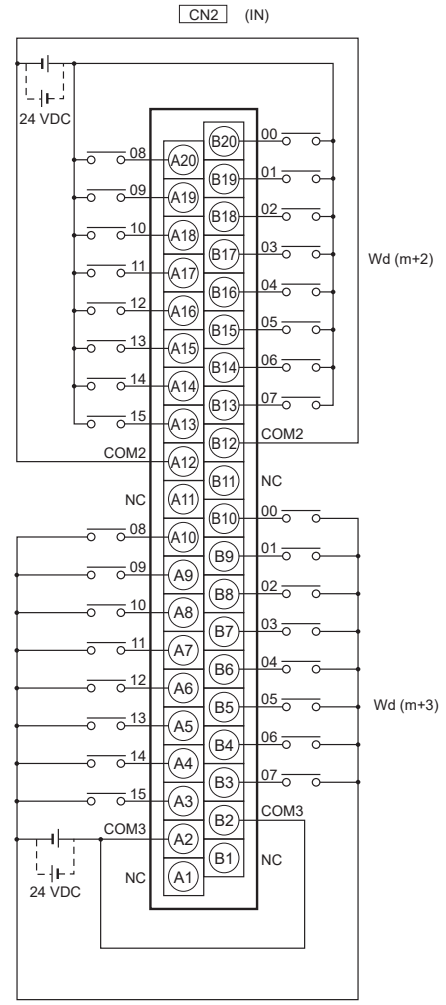 CN2 (IN)
24 VDC
08 A20 B20 00
09 A19 B19 01
10 A18 B18 02
11 A17 B17 03
Wd (m+2)
12 A16 B16 04
13 A15 B15 05
14 A14 B14 06
15 A13 B13 07
COM2 A12 B12 COM2
NC A11 B11 NC
08 A10 B10 00
09 A9 B9 01
10 A8 B8 02
11 A7 B7 03
12 A6 B6 04
13 A5 B5 05
Wd (m+3)
14 A4 B4 06
15 A3 B3 07
COM3 A2 B2 COM3
NC A1 B1 NC
24 VDC